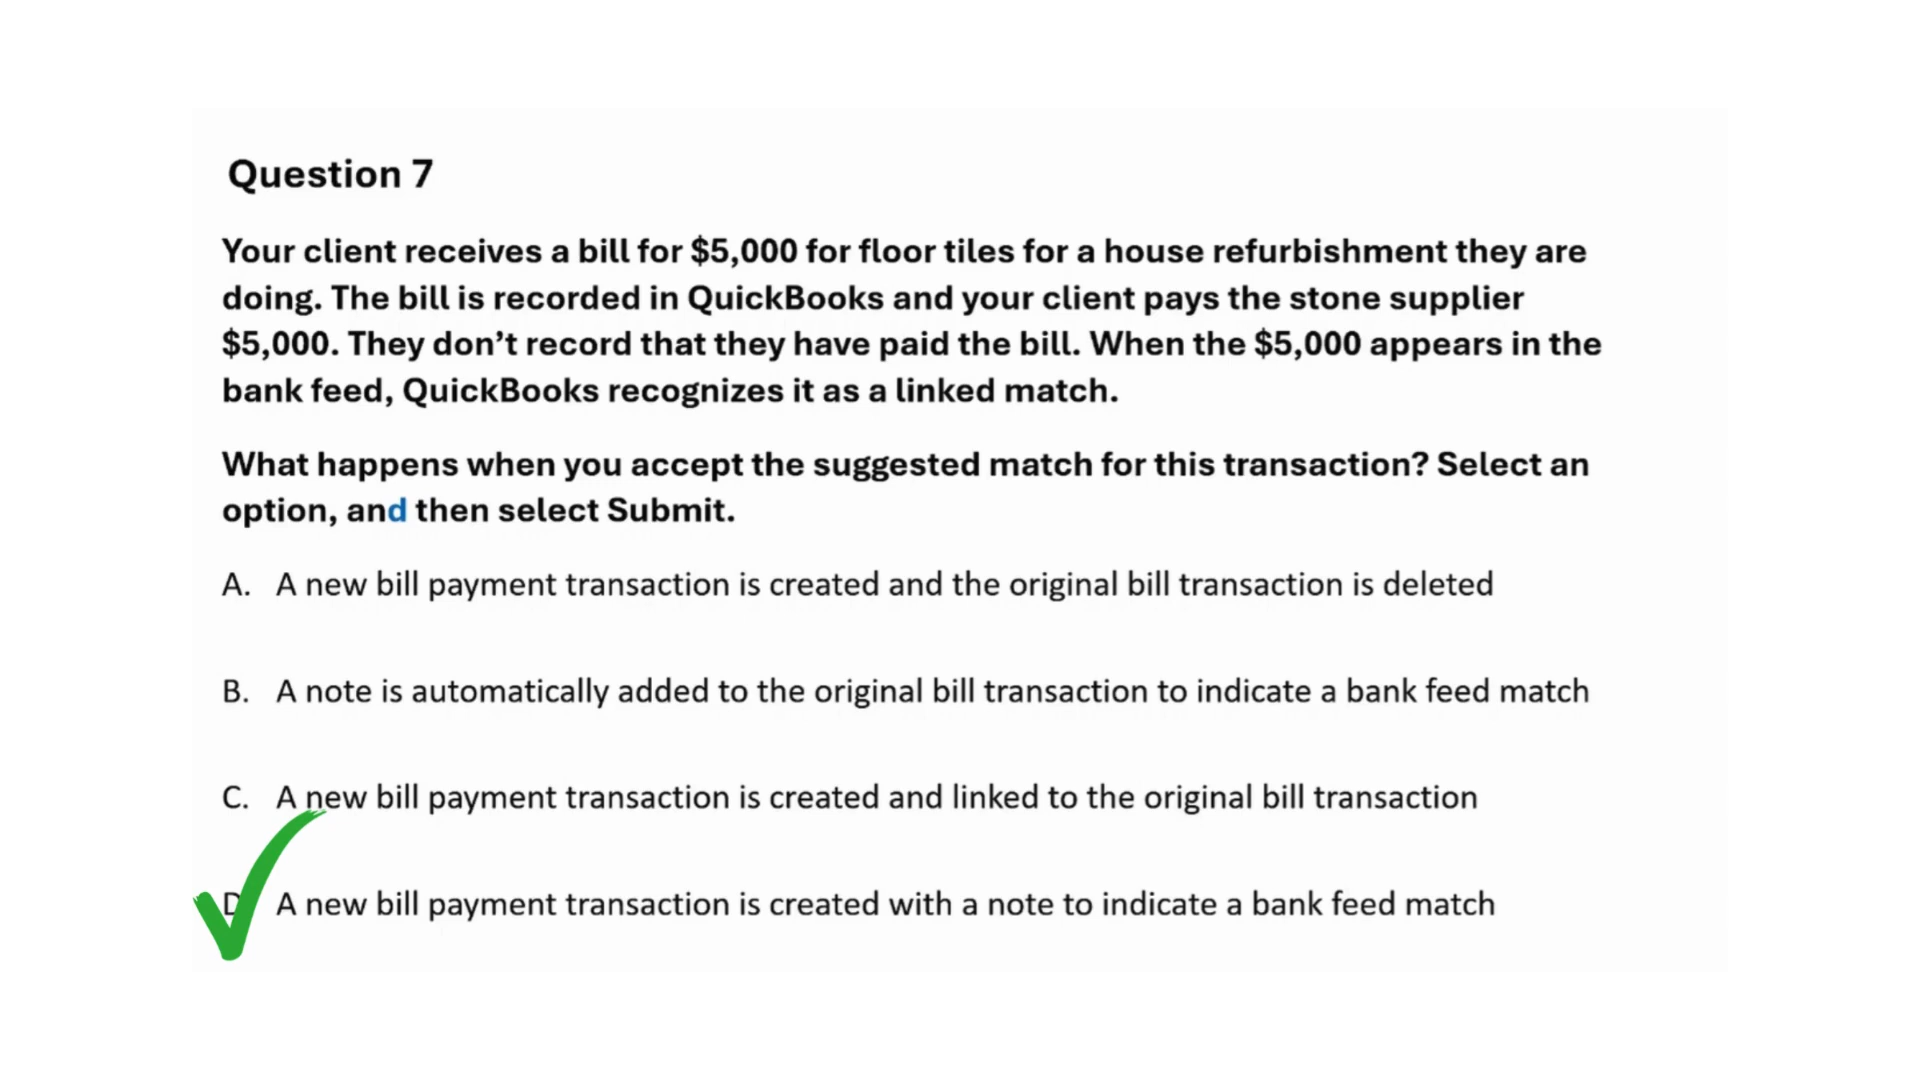 Question 7
Your client receives a bill for $5,000 for floor tiles for a house refurbishment they are
doing. The bill is recorded in QuickBooks and your client pays the stone supplier
$5,000. They don’t record that they have paid the bill. When the $5,000 appears in the
bank feed, QuickBooks recognizes it as a linked match.
What happens when you accept the suggested match for this transaction? Select an
option, and then select Submit.
A. A new bill payment transaction is created and the original bill transaction is deleted
B. A note is automatically added to the original bill transaction to indicate a bank feed match
C. A new bill payment transaction is created and linked to the original bill transaction
D A new bill payment transaction is created with a note to indicate a bank feed match